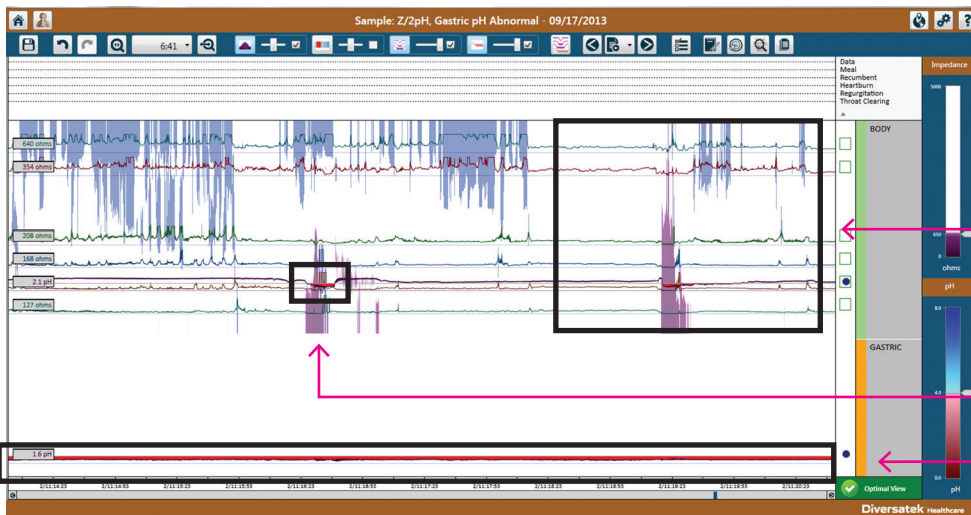 Sample: Z/2pH, Gastric pH Abnormal - 09/17/2013
6:41
Data
Meal
Recumbent
Heartburn
Regurgitation
Throat Clearing
Impedance
5000
650
0
ohms
pH
8.0
4.0
0.0
pH
BODY
GASTRIC
640 ohms
354 ohms
208 ohms
168 ohms
2.1 pH
127 ohms
1.6 pH
2/11:14:23 2/11:14:53 2/11:15:23 2/11:15:53 2/11:16:23 2/11:16:53 2/11:17:23 2/11:17:53 2/11:18:23 2/11:18:53 2/11:19:23 2/11:19:53 2/11:20:23
Optimal View
Diversatek Healthcare